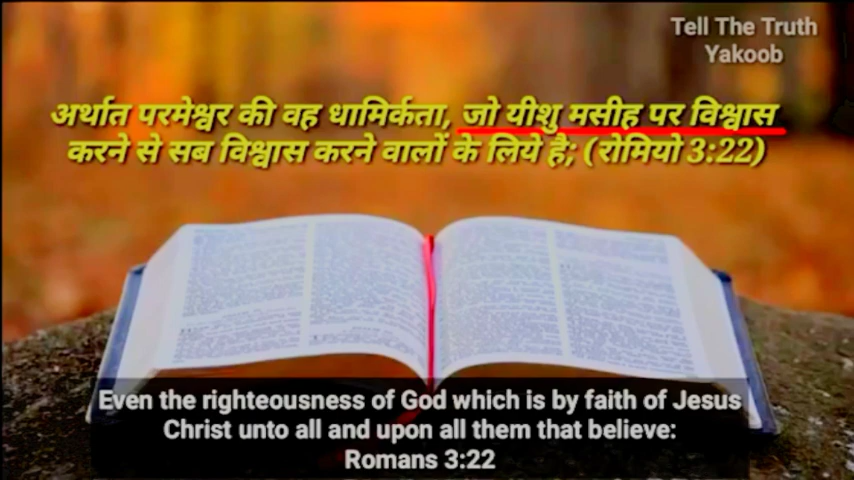 Tell The Truth
Yakoob
अर्थात परमेश्वर की वह धामिर्कता, जो यीशु मसीह पर विश्वास
करने से सब विश्वास करने वालों के लिये है; (रोमियो 3:22)
Even the righteousness of God which is by faith of Jesus
Christ unto all and upon all them that believe:
Romans 3:22